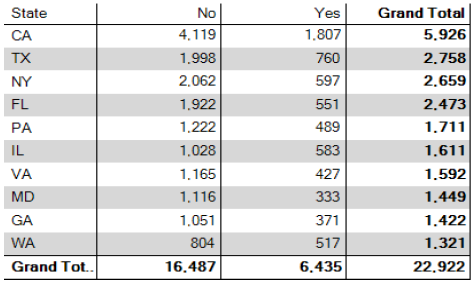 State No Yes Grand Total
CA 4,119 1,807 5,926
TX 1,998 760 2,758
NY 2,062 597 2,659
FL 1,922 551 2,473
PA 1,222 489 1,711
IL 1,028 583 1,611
VA 1,165 427 1,592
MD 1,116 333 1,449
GA 1,051 371 1,422
WA 804 517 1,321
Grand Tot.. 16,487 6,435 22,922